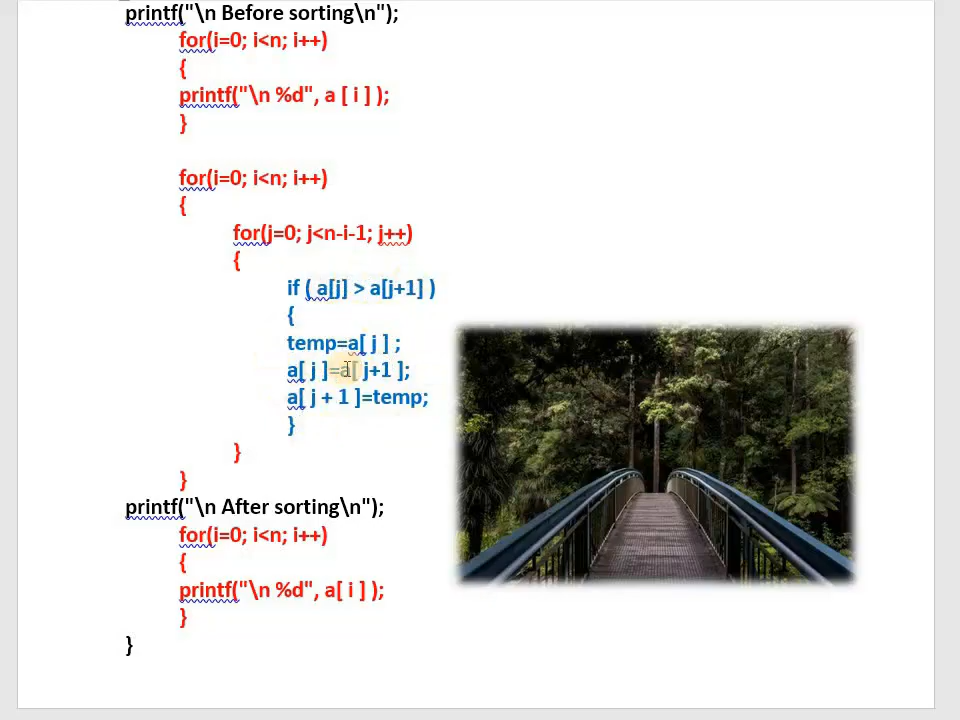 printf("\n Before sorting\n");
for(i=0; i<n; i++)
{
printf("\n %d", a [ i ] );
}
for(i=0; i<n; i++)
{
for(j=0; j<n-i-1; j++)
{
if ( a[j] > a[j+1] )
{
temp=a[ j ] ;
a[ j ]=a[ j+1 ];
a[ j + 1 ]=temp;
}
}
}
printf("\n After sorting\n");
for(i=0; i<n; i++)
{
printf("\n %d", a[ i ] );
}
}